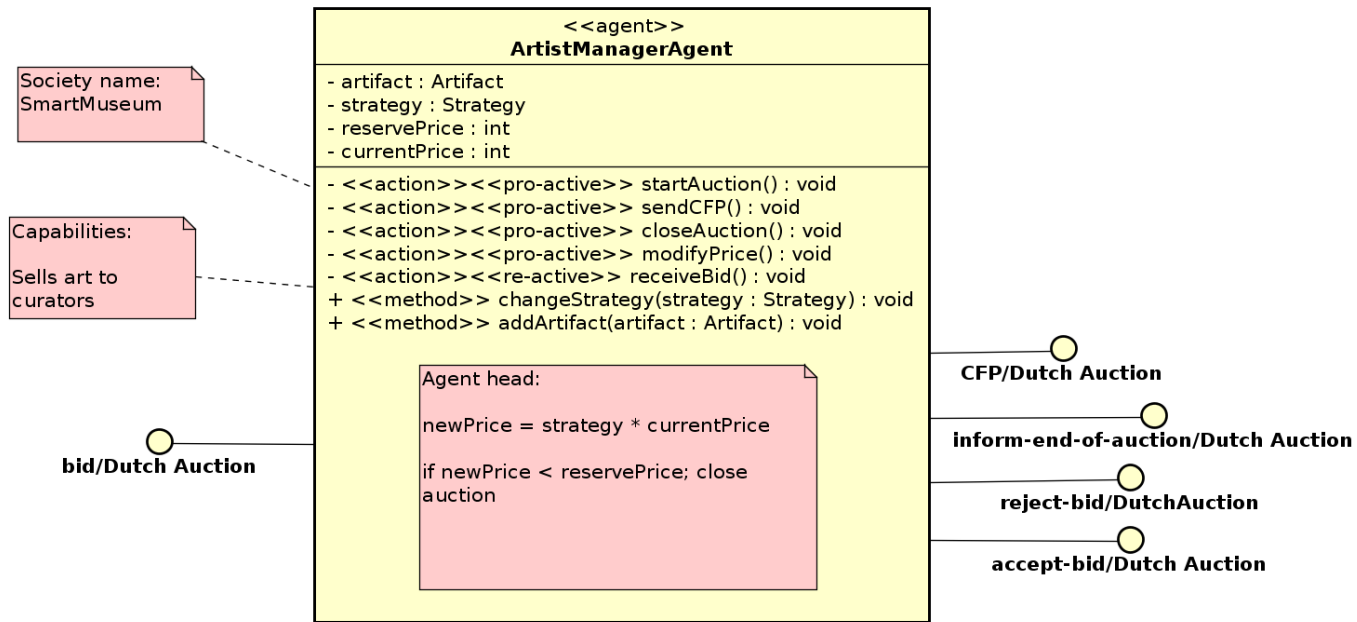 <<agent>>
ArtistManagerAgent
Society name:
SmartMuseum
- artifact : Artifact
- strategy : Strategy
- reservePrice : int
- currentPrice : int
- <<action>><<pro-active>> startAuction() : void
- <<action>><<pro-active>> sendCFP() : void
- <<action>><<pro-active>> closeAuction() : void
- <<action>><<pro-active>> modifyPrice() : void
- <<action>><<re-active>> receiveBid() : void
+ <<method>> changeStrategy(strategy : Strategy) : void
+ <<method>> addArtifact(artifact : Artifact) : void
Capabilities:
Sells art to
curators
Agent head:
newPrice = strategy * currentPrice
if newPrice < reservePrice; close
auction
bid/Dutch Auction
CFP/Dutch Auction
inform-end-of-auction/Dutch Auction
reject-bid/DutchAuction
accept-bid/Dutch Auction